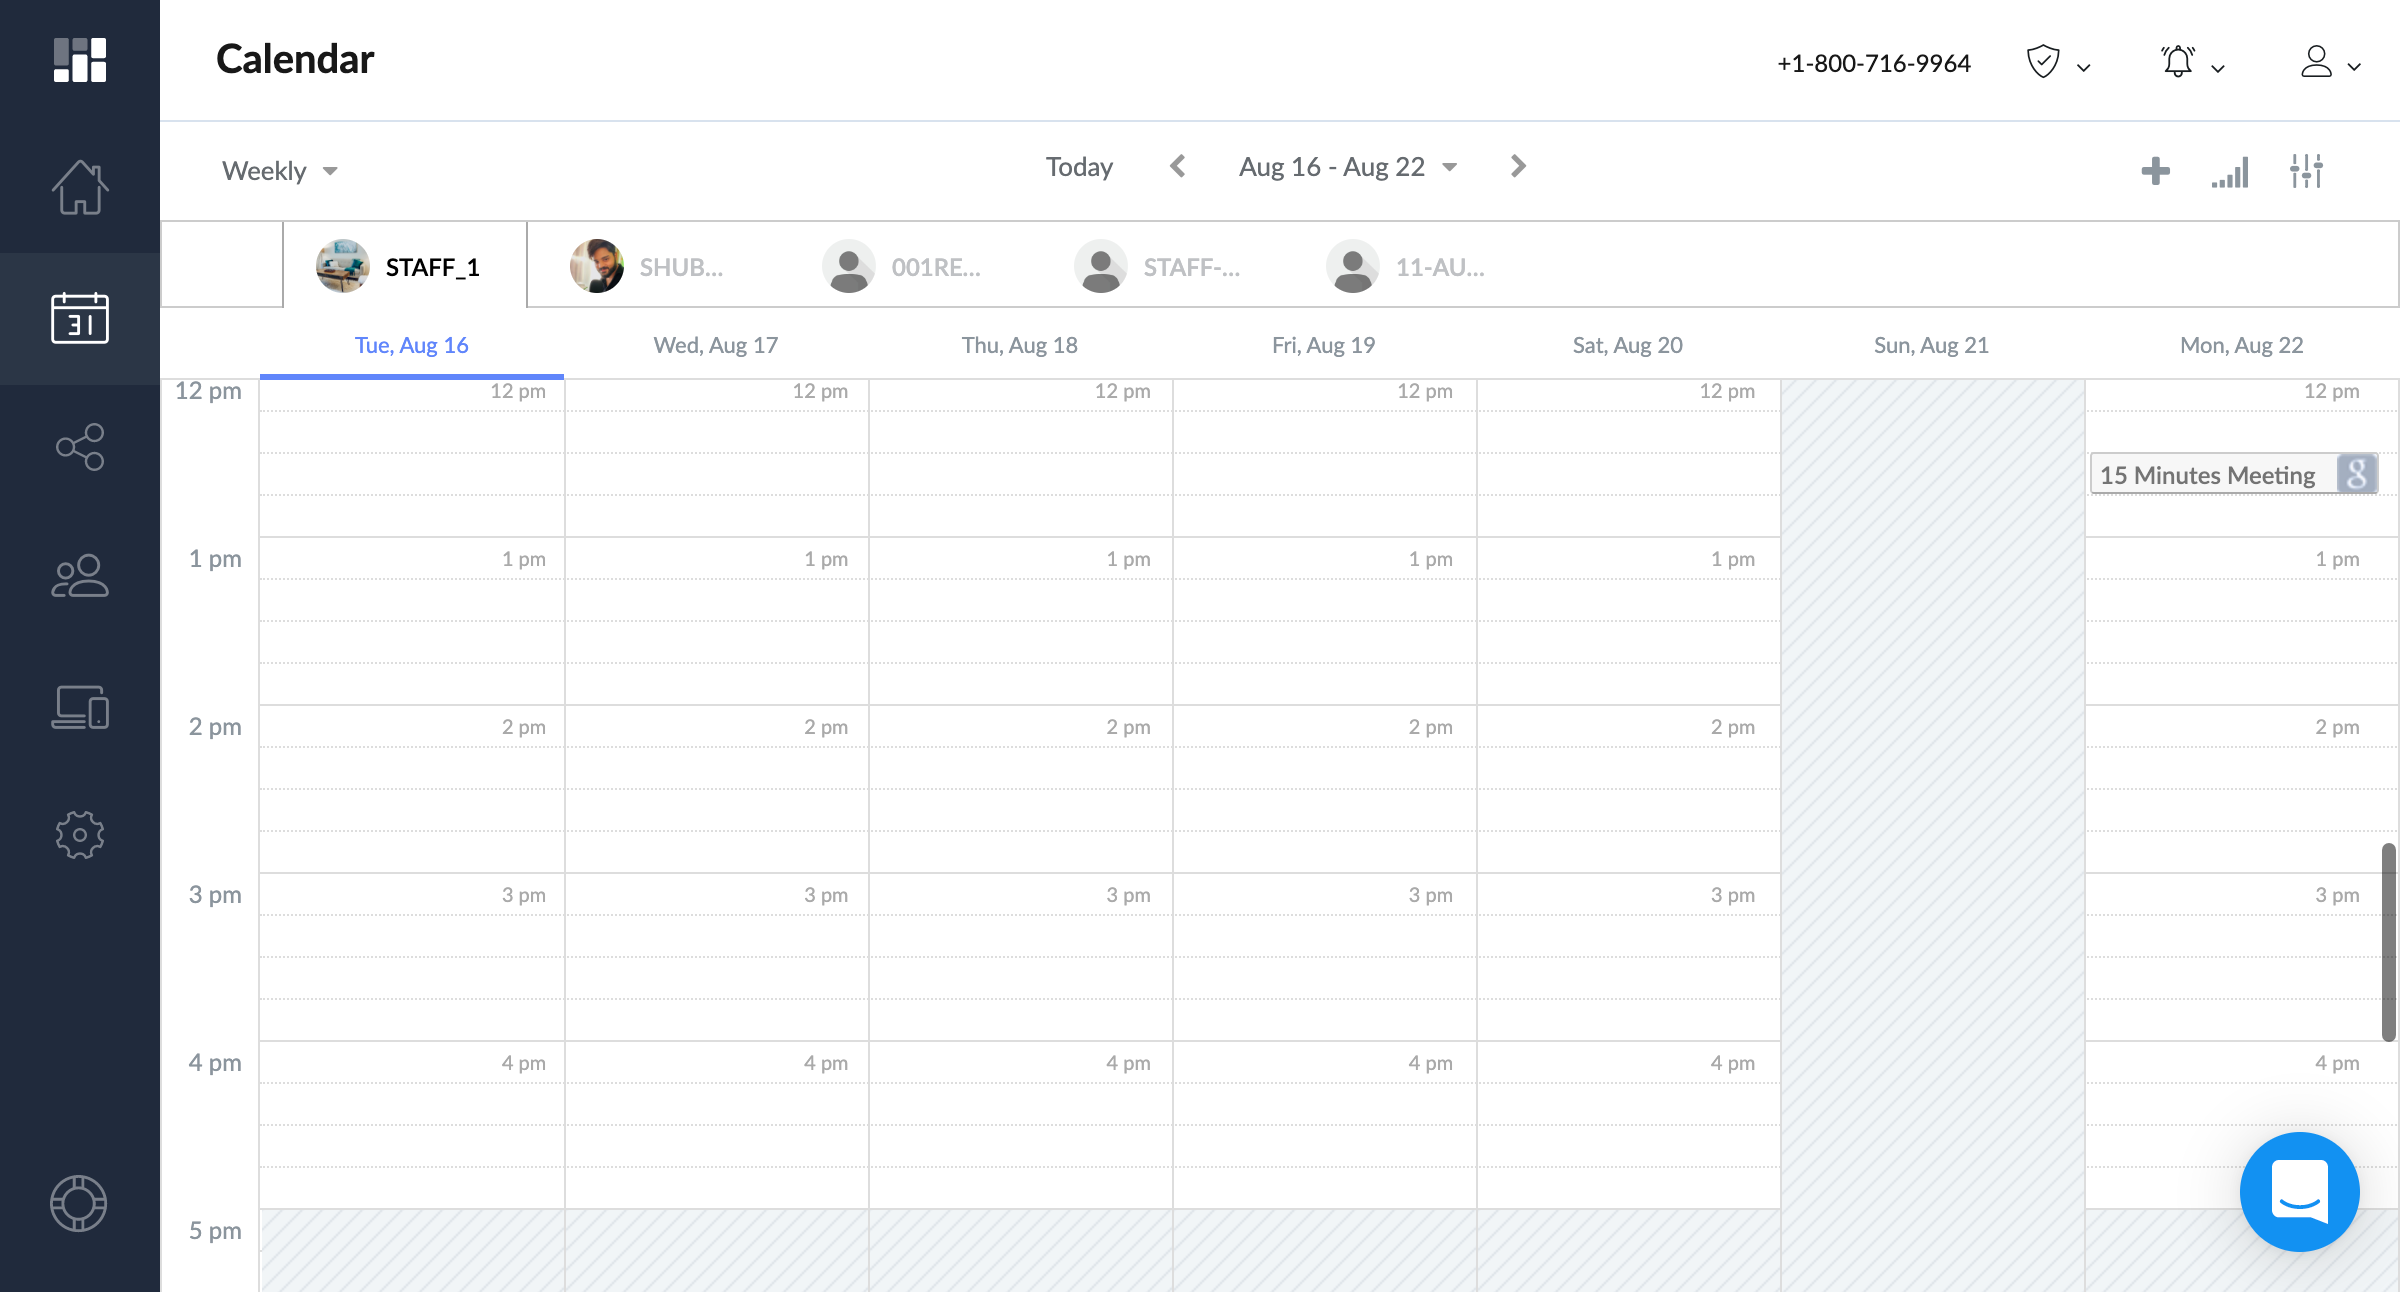 Calendar
+1-800-716-9964
Weekly
Today
Aug 16 - Aug 22
STAFF_1
SHUB...
001RE...
STAFF-...
11-AU...
31
Tue, Aug 16
Wed, Aug 17
Thu, Aug 18
Fri, Aug 19
Sat, Aug 20
Sun, Aug 21
Mon, Aug 22
12 pm 12 pm 12 pm 12 pm 12 pm 12 pm 12 pm
15 Minutes Meeting g
1 pm 1 pm 1 pm 1 pm 1 pm 1 pm 1 pm
2 pm 2 pm 2 pm 2 pm 2 pm 2 pm 2 pm
3 pm 3 pm 3 pm 3 pm 3 pm 3 pm 3 pm
4 pm 4 pm 4 pm 4 pm 4 pm 4 pm 4 pm
5 pm